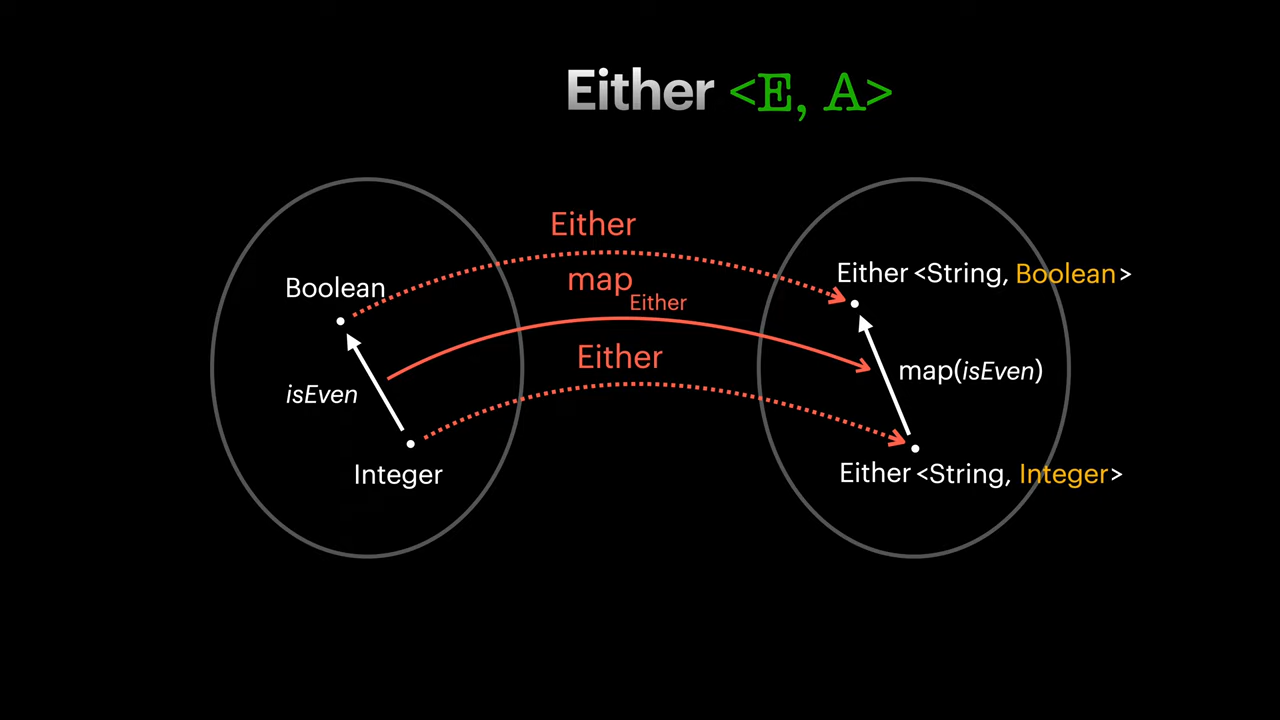 Either <E, A>
Either
map Either
Either <String, Boolean>
Boolean
Either
map(isEven)
isEven
Integer
Either <String, Integer>